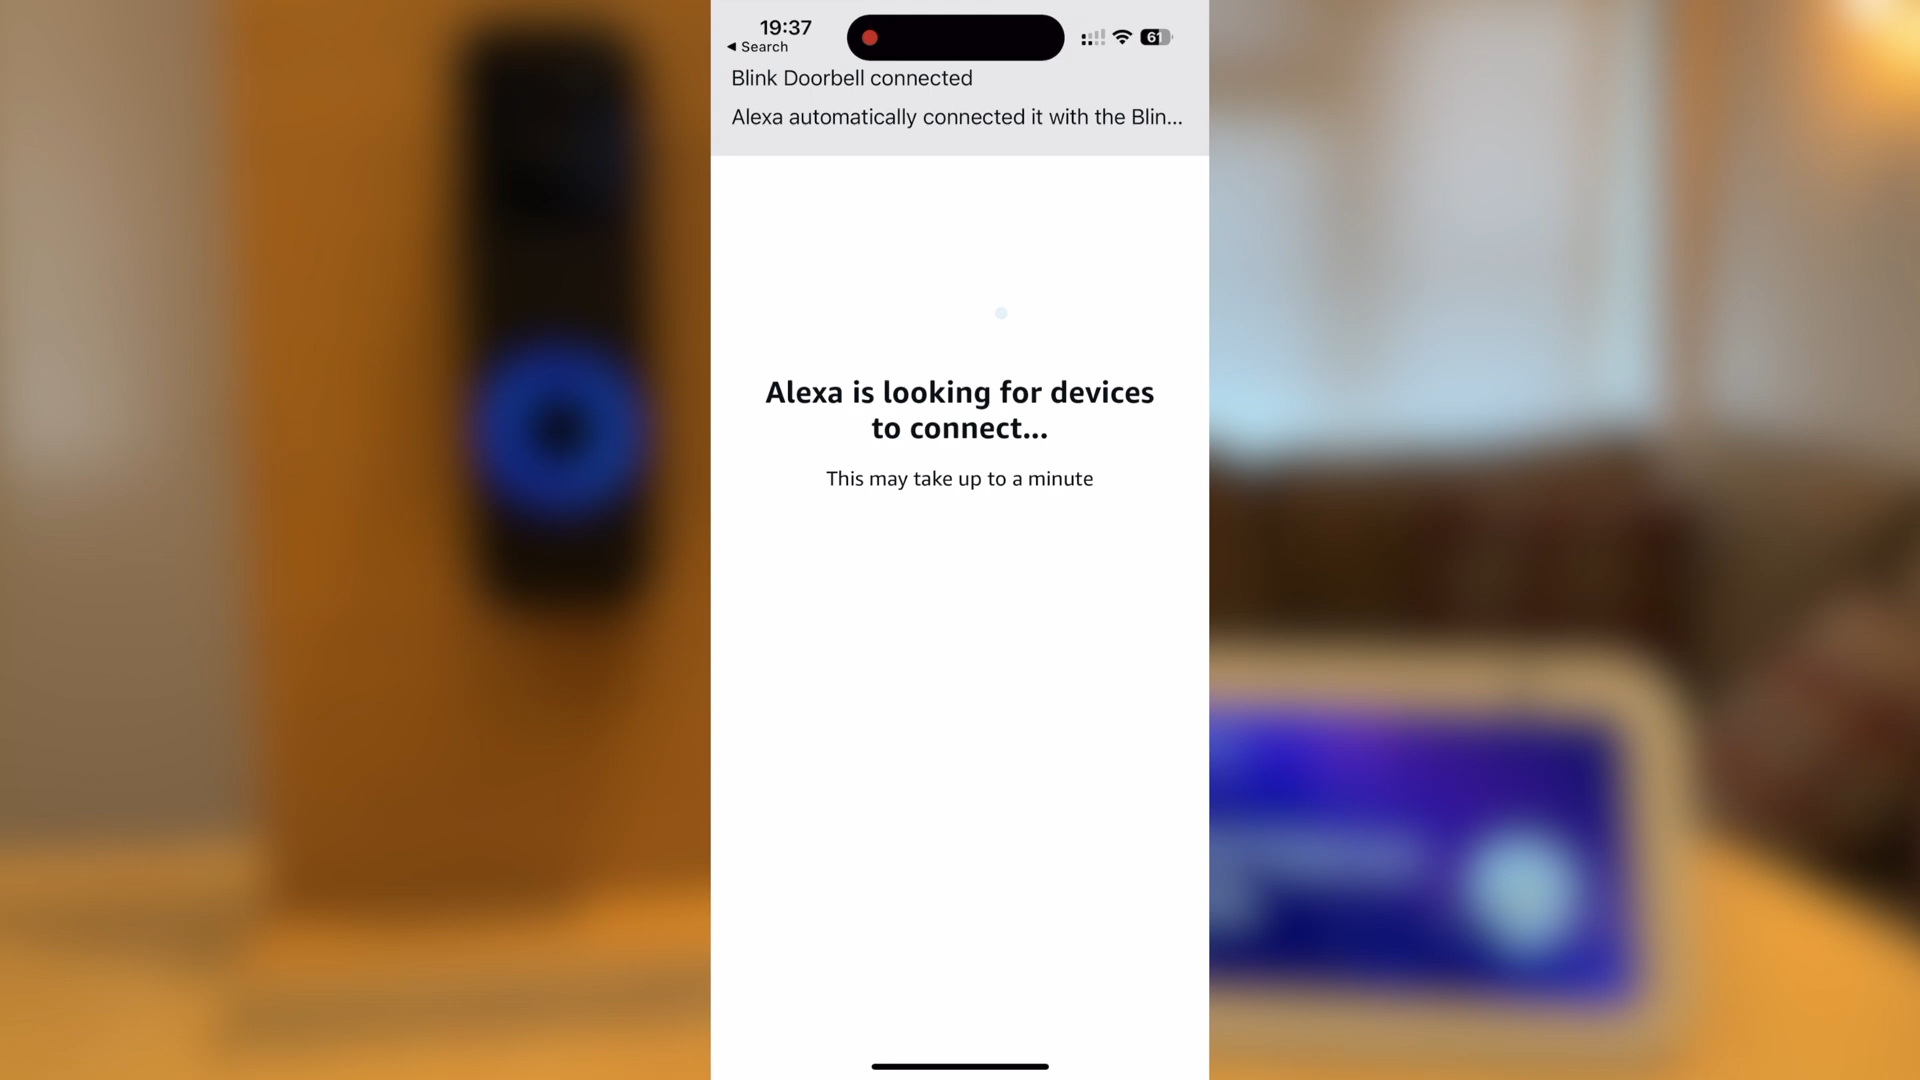 19:37
◀ Search
61
Blink Doorbell connected
Alexa automatically connected it with the Blin...
Alexa is looking for devices
to connect...
This may take up to a minute